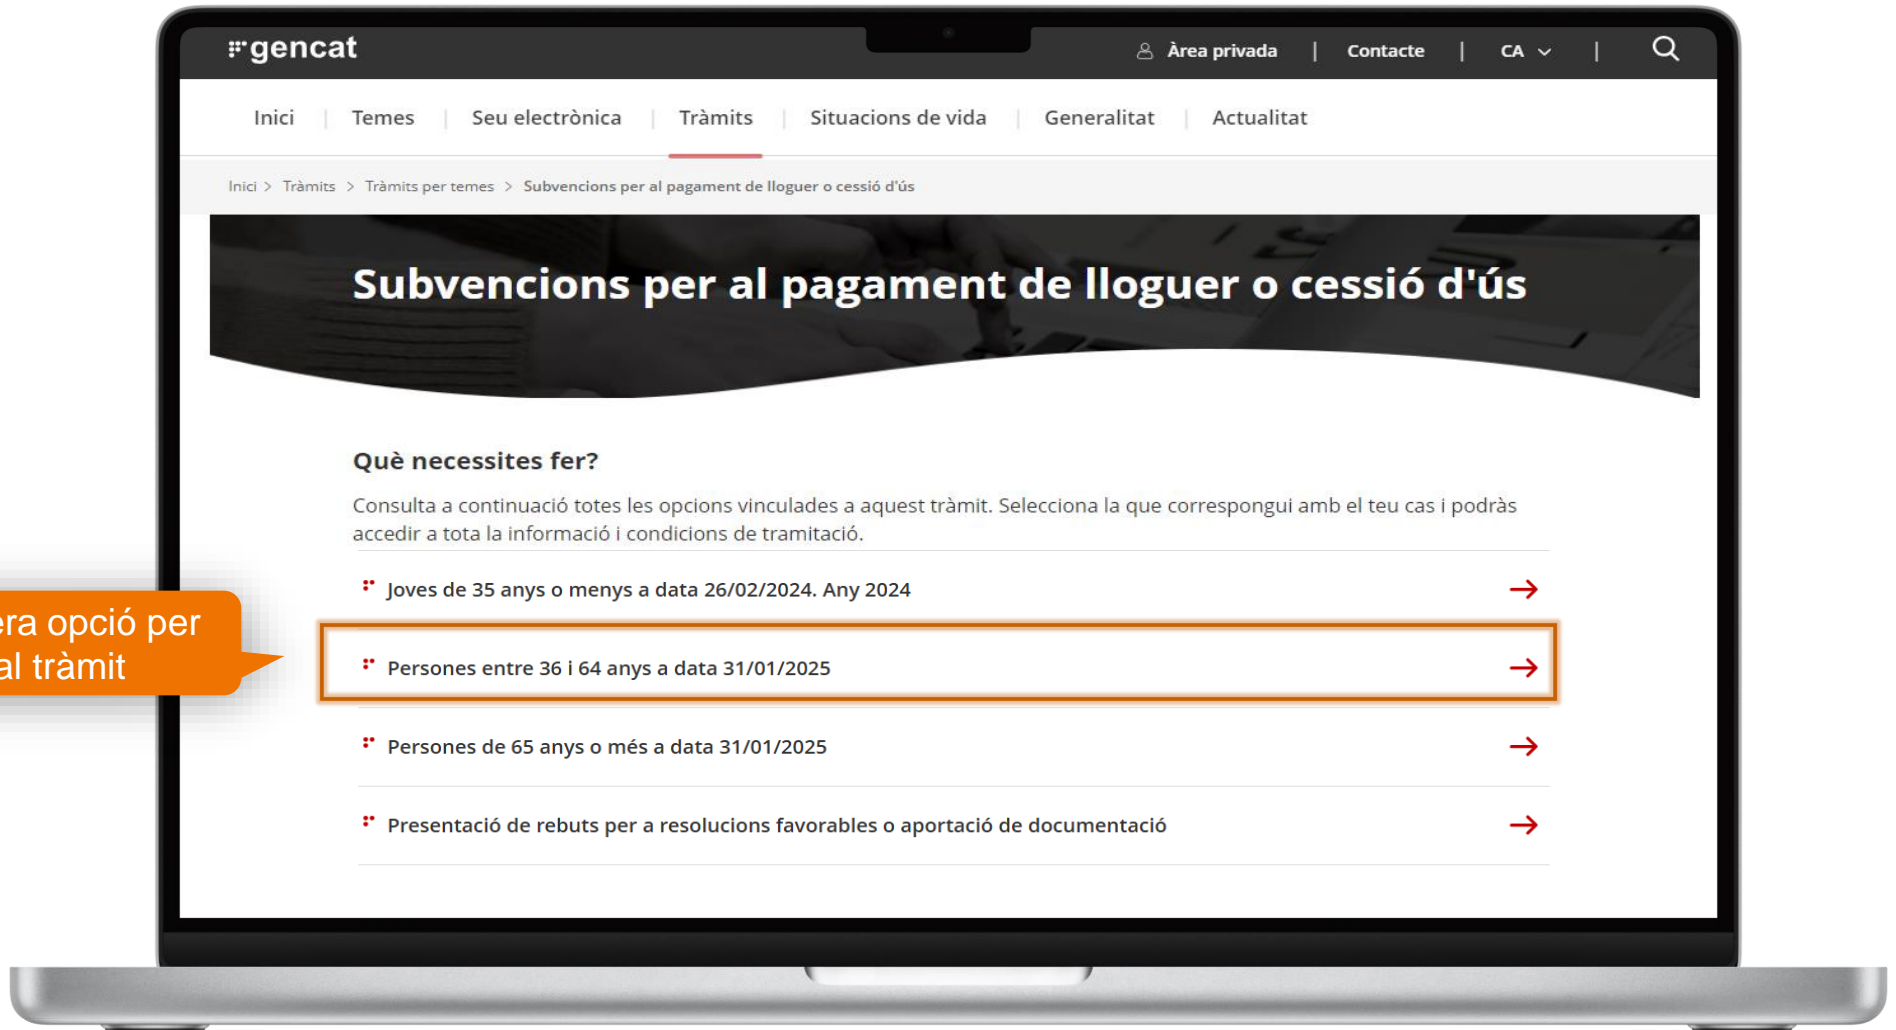 gencat
Àrea privada | Contacte | CA |
Inici | Temes | Seu electrònica | Tràmits | Situacions de vida | Generalitat | Actualitat
Inici > Tràmits > Tràmits per temes > Subvencions per al pagament de lloguer o cessió d'ús
Subvencions per al pagament de lloguer o cessió d'ús
Què necessites fer?
Consulta a continuació totes les opcions vinculades a aquest tràmit. Selecciona la que correspongui amb el teu cas i podràs
accedir a tota la informació i condicions de tramitació.
Joves de 35 anys o menys a data 26/02/2024. Any 2024
opció per
al tràmit
Persones entre 36 i 64 anys a data 31/01/2025
Persones de 65 anys o més a data 31/01/2025
Presentació de rebuts per a resolucions favorables o aportació de documentació